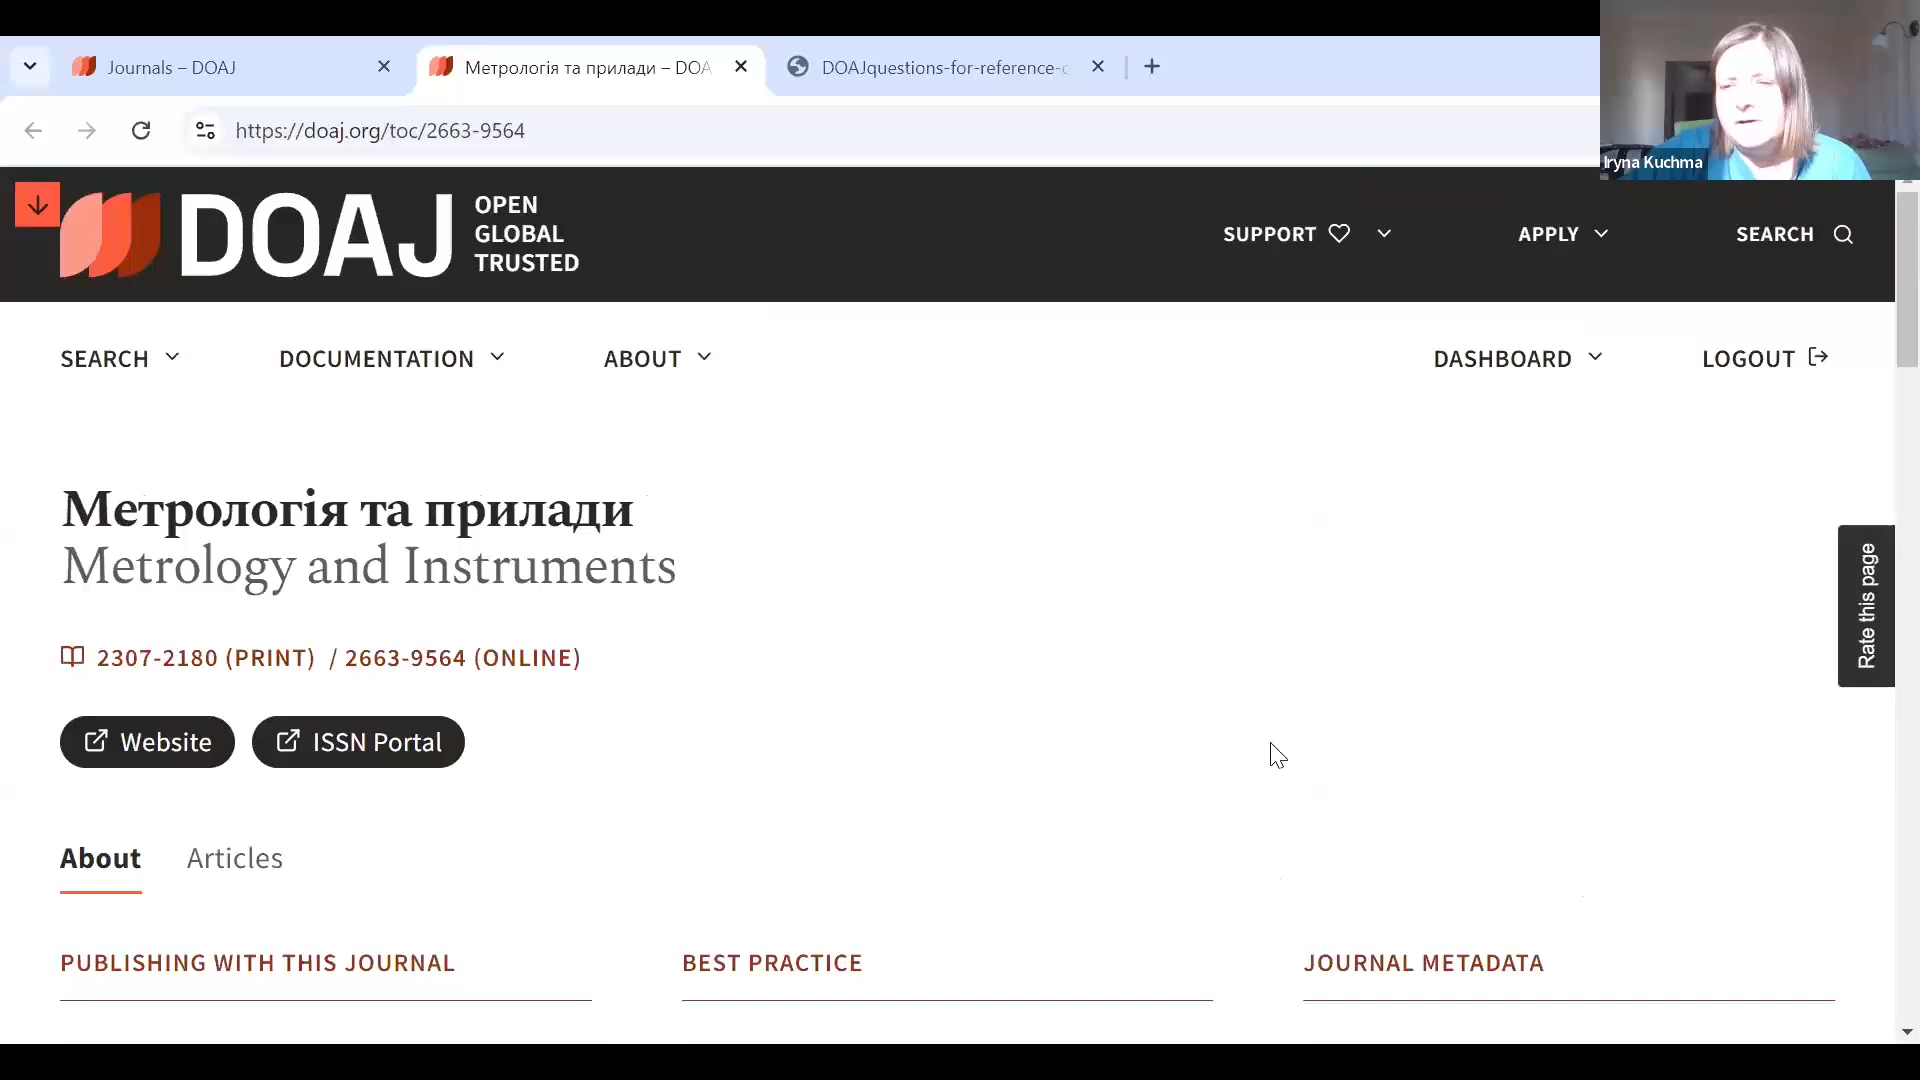 Journals – DOAJ
Метрологія та прилади – DOA
DOAJquestions-for-reference-c
https://doaj.org/toc/2663-9564
Iryna Kuchma
DOAJ
OPEN
GLOBAL
TRUSTED
SUPPORT
APPLY
SEARCH
SEARCH
DOCUMENTATION
ABOUT
DASHBOARD
LOGOUT
Метрологія та прилади
Metrology and Instruments
Rate this page
2307-2180 (PRINT) / 2663-9564 (ONLINE)
Website
ISSN Portal
About
Articles
PUBLISHING WITH THIS JOURNAL
BEST PRACTICE
JOURNAL METADATA